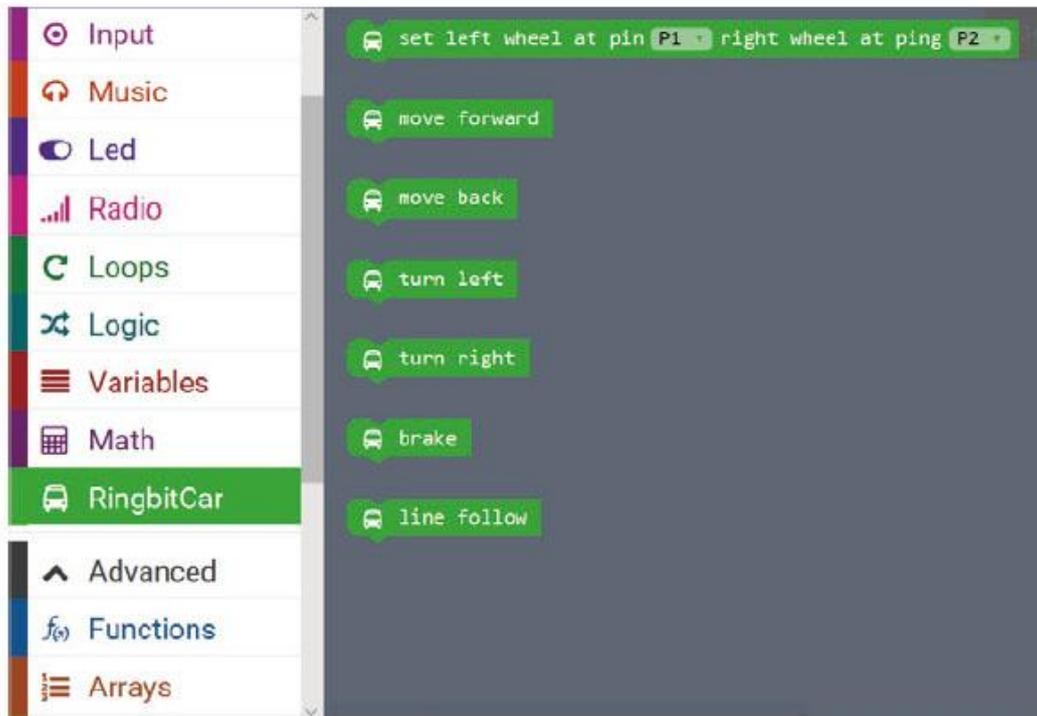 Input
Music
Led
Radio
Loops
Logic
Variables
Math
RingbitCar
Advanced
f(x) Functions
Arrays
set left wheel at pin P1 right wheel at ping P2
move forward
move back
turn left
turn right
brake
line follow